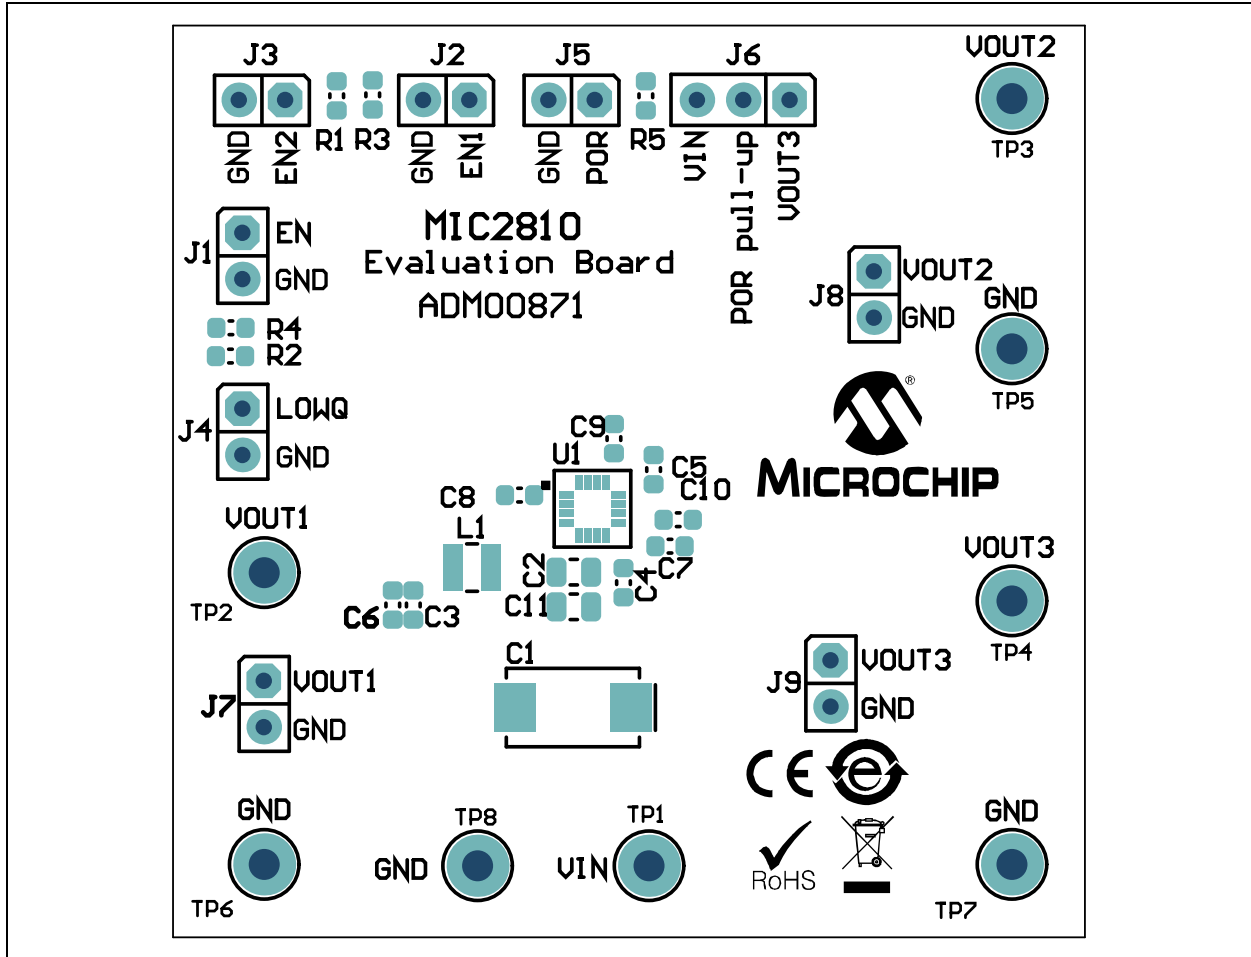 J3
J2
J5
J6
VOUT2
R1
R3
R5
TP3
GND
EN2
GND
EN1
GND
POR
VIN
POR pull-up
VOUT3
J1
EN
GND
MIC2810
Evaluation Board
ADM00871
J8
VOUT2
GND
GND
TP5
R4
R2
J4
LOWQ
GND
MICROCHIP
®
C9
U1
C5
C10
C8
L1
C2
C7
C4
C11
C6
C3
C1
VOUT1
TP2
VOUT3
TP4
J7
VOUT1
GND
J9
VOUT3
GND
CE
e
GND
TP6
TP8
GND
TP1
VIN
RoHS
GND
TP7